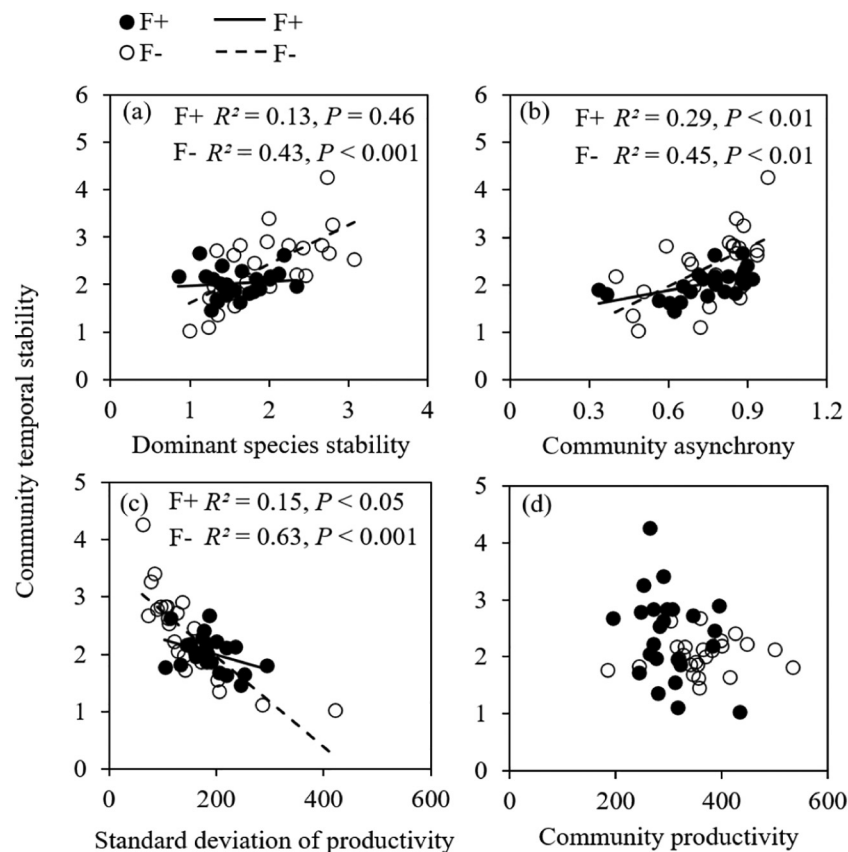 F+ F+
F- F-
Community temporal stability
(a) F+ R² = 0.13, P = 0.46
F- R² = 0.43, P < 0.001
6
5
4
3
2
1
0
1 2 3 4
Dominant species stability
(b) F+ R² = 0.29, P < 0.01
F- R² = 0.45, P < 0.01
6
5
4
3
2
1
0
0 0.3 0.6 0.9 1.2
Community asynchrony
(c) F+ R² = 0.15, P < 0.05
F- R² = 0.63, P < 0.001
5
4
3
2
1
0
0 200 400 600
Standard deviation of productivity
(d)
5
4
3
2
1
0
0 200 400 600
Community productivity